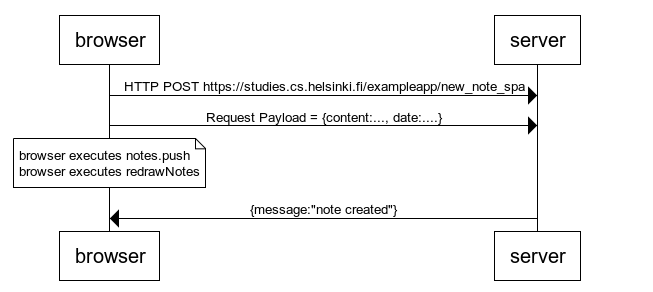 browser
server
HTTP POST https://studies.cs.helsinki.fi/exampleapp/new_note_spa
Request Payload = {content:..., date:....}
browser executes notes.push
browser executes redrawNotes
{message:"note created"}
browser
server